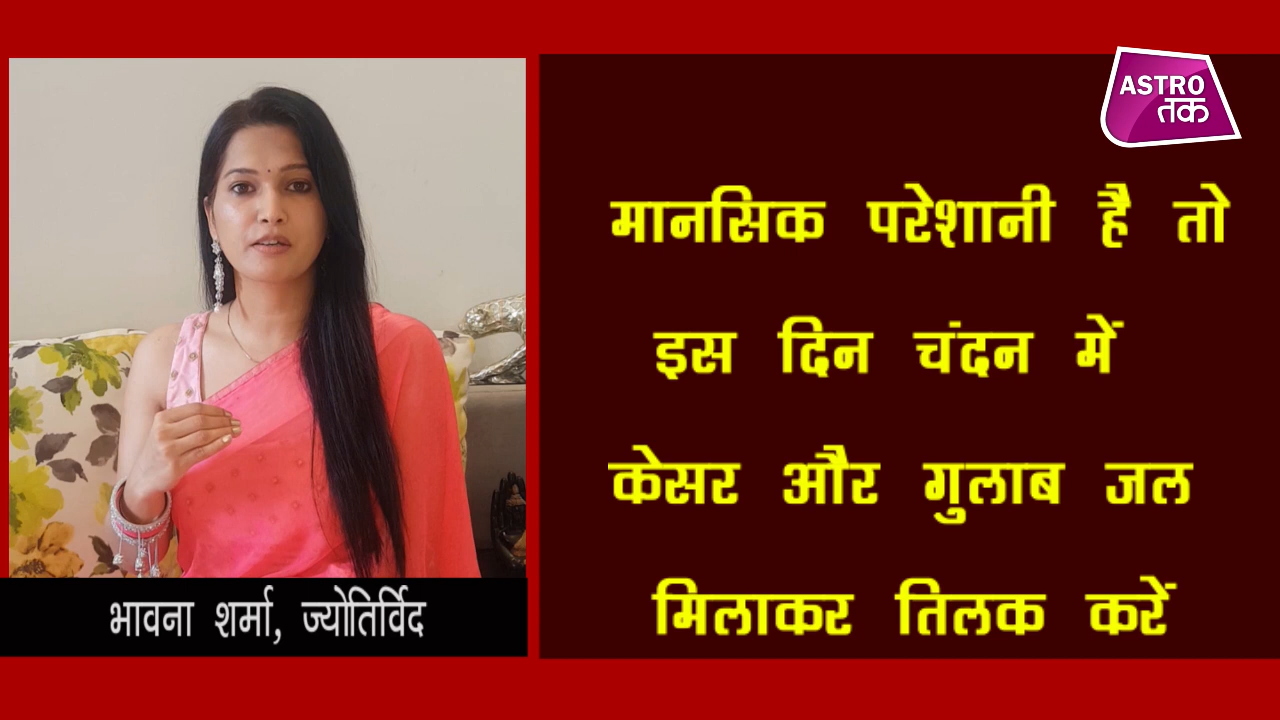 ASTRO
तक
मानसिक परेशानी है तो
इस दिन चंदन में
केसर और गुलाब जल
मिलाकर तिलक करें
भावना शर्मा, ज्योतिर्विद